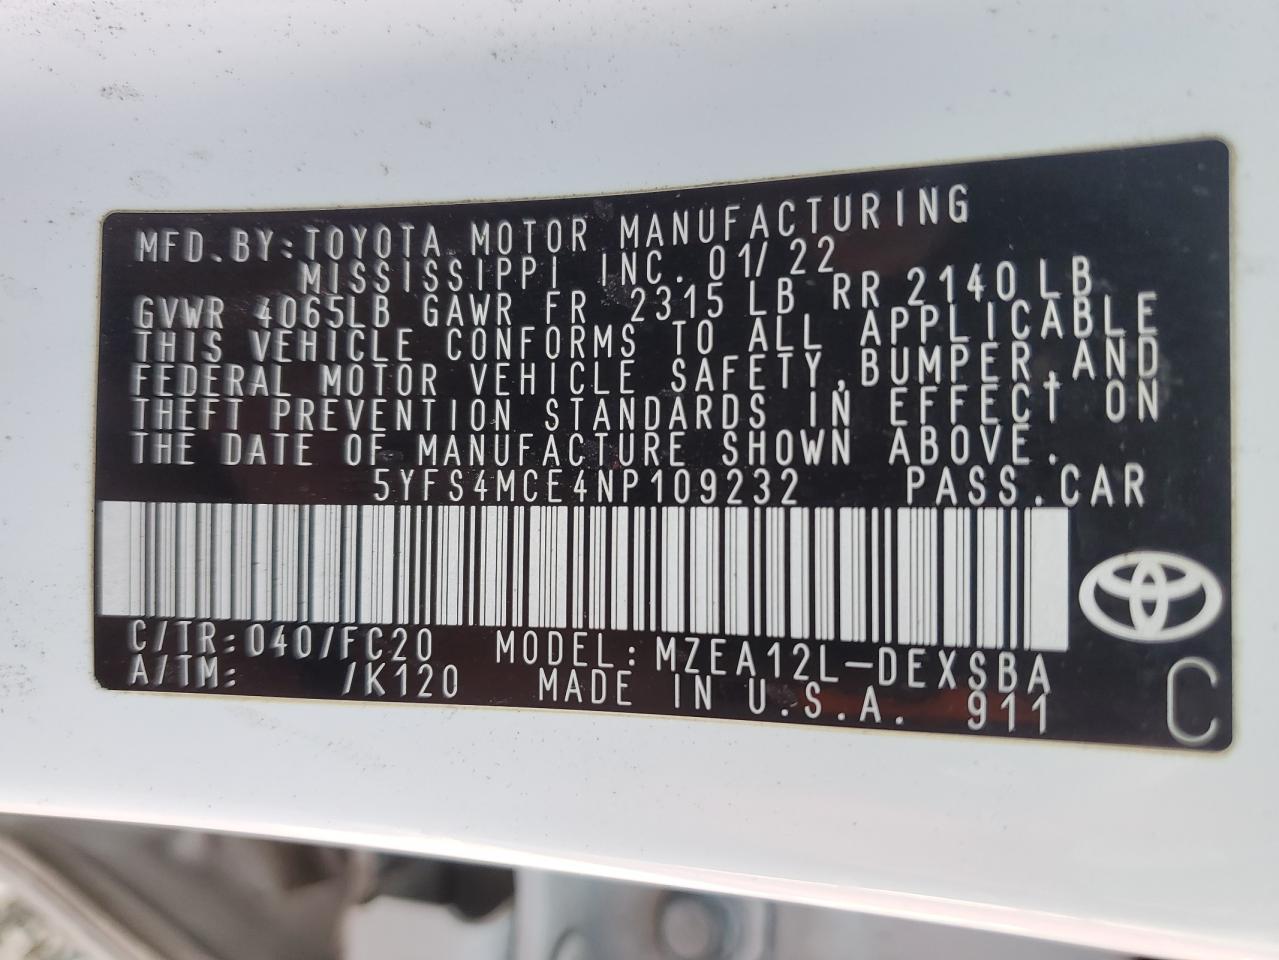 MFD.BY:TOYOTA MOTOR MANUFACTURING
MISSISSIPPI INC. 01/22
GVWR 4065LB GAWR FR 2315LB RR 2140LB
THIS VEHICLE CONFORMS TO ALL APPLICABLE
FEDERAL MOTOR VEHICLE SAFETY,BUMPER,AND
THEFT PREVENTION STANDARDS IN EFFECT ON
THE DATE OF MANUFACTURE SHOWN ABOVE.
5YFS4MCE4NP109232 PASS.CAR
C/TR:040/FC20 MODEL:MZEA12L-DEXSBA
A/TM: /K120 MADE IN U.S.A. 911
C